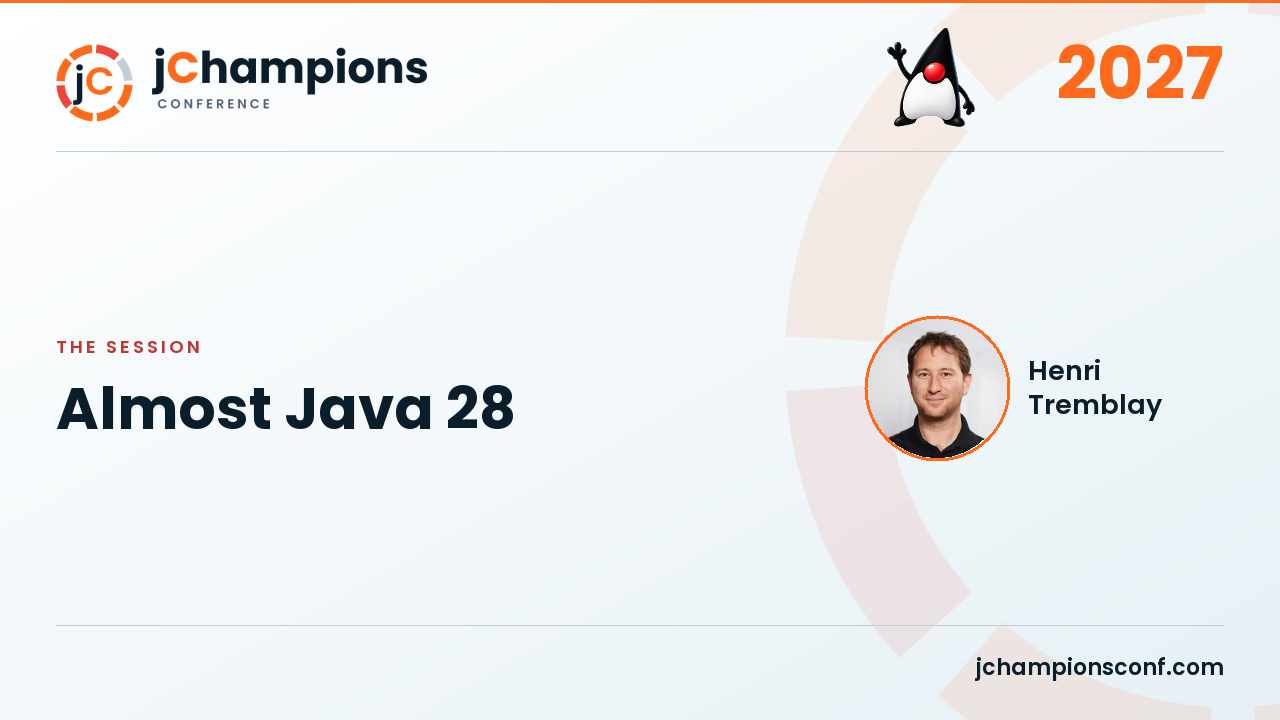 jC
jChampions
CONFERENCE
2027
THE SESSION
Almost Java 28
Henri
Tremblay
jchampionsconf.com